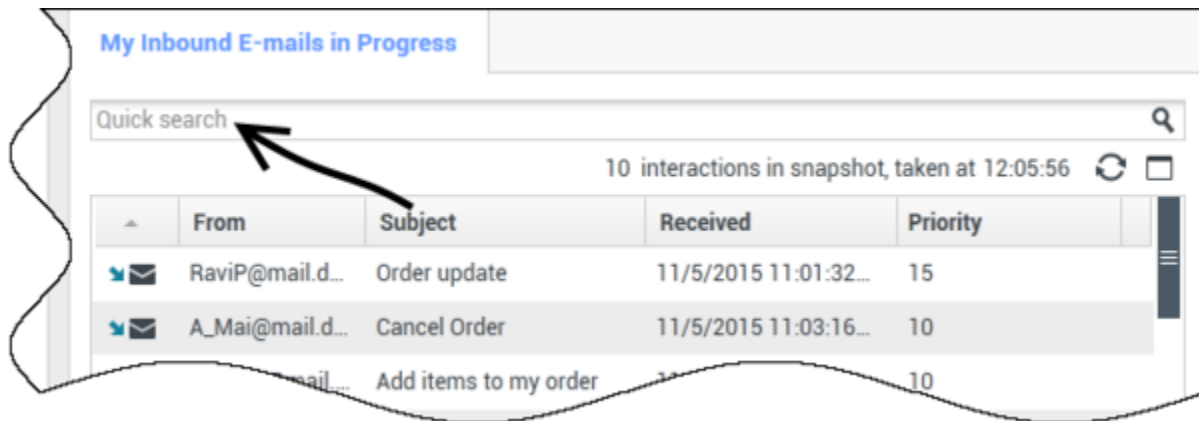 My Inbound E-mails in Progress
Quick search
10 interactions in snapshot, taken at 12:05:56
From Subject Received Priority
RaviP@mail.d... Order update 11/5/2015 11:01:32... 15
A_Mai@mail.d... Cancel Order 11/5/2015 11:03:16... 10
Add items to my order 10